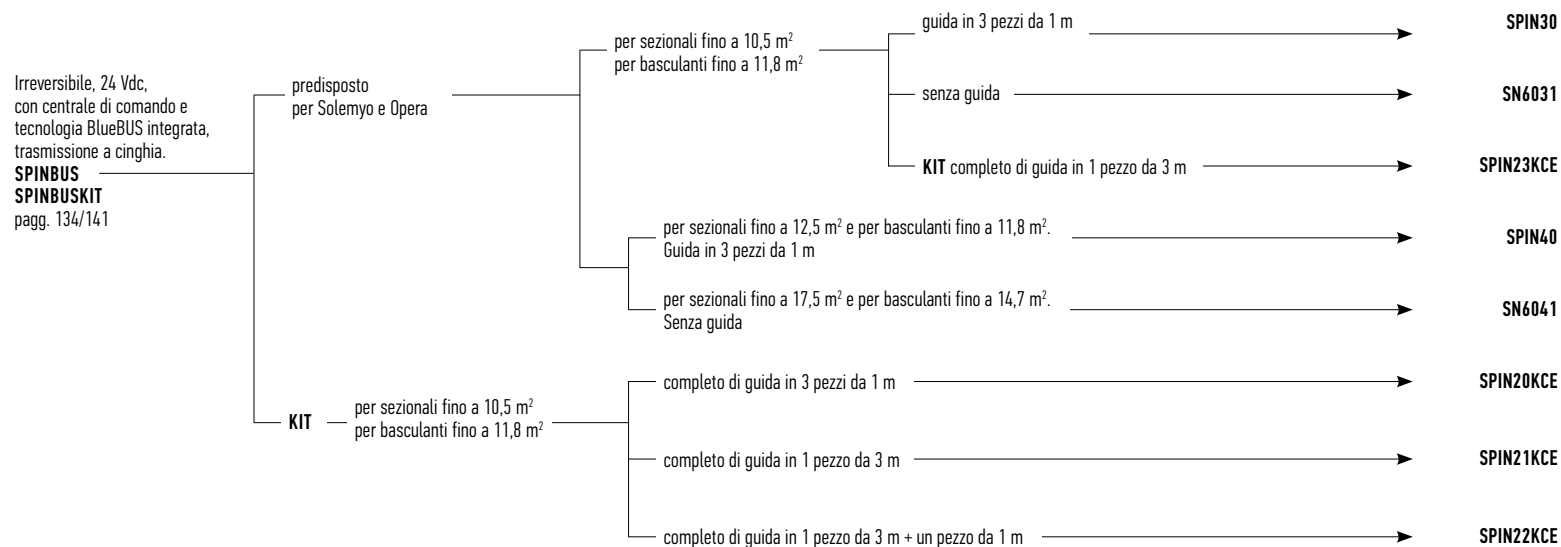 Irreversibile, 24 Vdc,
con centrale di comando e
tecnologia BlueBUS integrata,
trasmissione a cinghia.
SPINBUS
SPINBUSKIT
pagg. 134/141
predisposto
per Solemyo e Opera
per sezionali fino a 10,5 m²
per basculanti fino a 11,8 m²
guida in 3 pezzi da 1 m
SPIN30
senza guida
SN6031
KIT completo di guida in 1 pezzo da 3 m
SPIN23KCE
per sezionali fino a 12,5 m² e per basculanti fino a 11,8 m².
Guida in 3 pezzi da 1 m
SPIN40
per sezionali fino a 17,5 m² e per basculanti fino a 14,7 m².
Senza guida
SN6041
KIT
per sezionali fino a 10,5 m²
per basculanti fino a 11,8 m²
completo di guida in 3 pezzi da 1 m
SPIN20KCE
completo di guida in 1 pezzo da 3 m
SPIN21KCE
completo di guida in 1 pezzo da 3 m + un pezzo da 1 m
SPIN22KCE